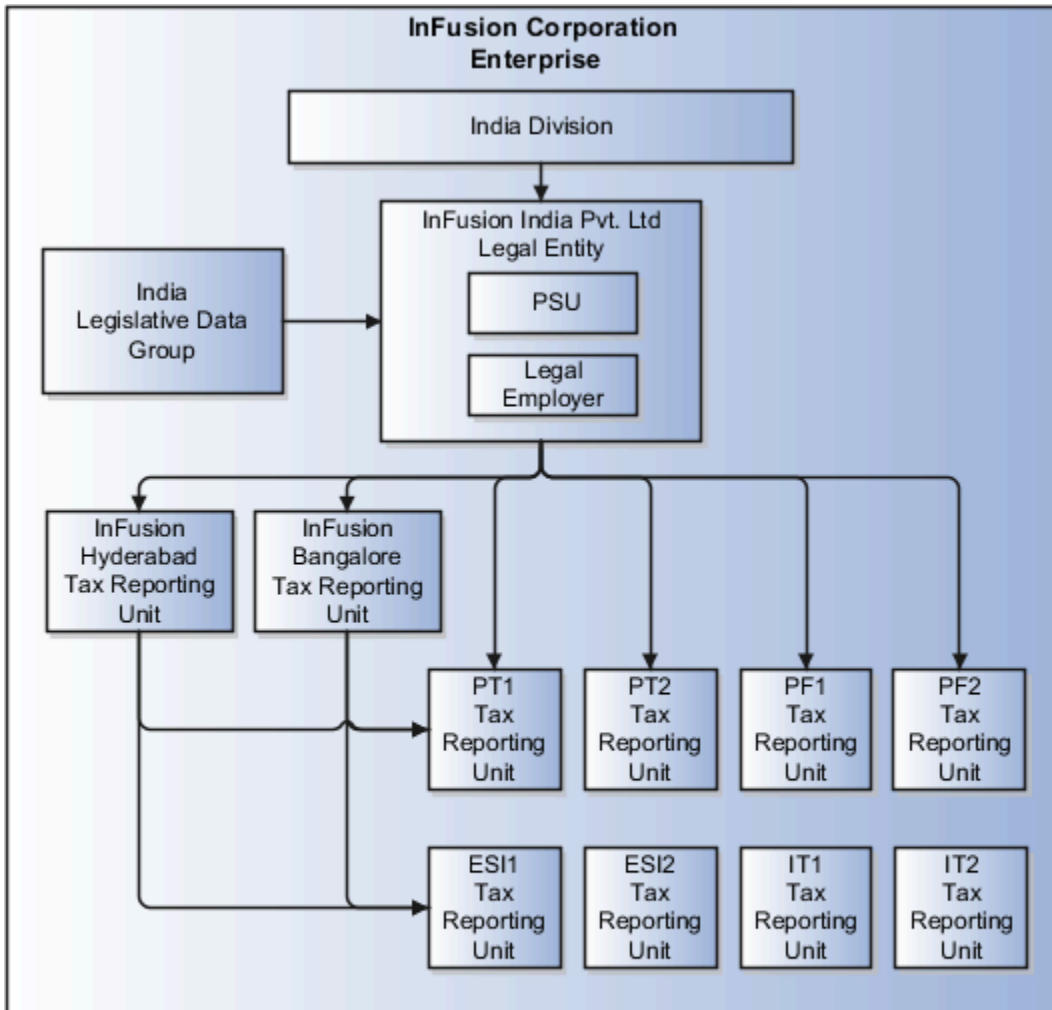 InFusion Corporation
Enterprise
India Division
InFusion India Pvt. Ltd
Legal Entity
PSU
Legal
Employer
India
Legislative Data
Group
InFusion
Hyderabad
Tax Reporting
Unit
InFusion
Bangalore
Tax Reporting
Unit
PT1
Tax
Reporting
Unit
PT2
Tax
Reporting
Unit
PF1
Tax
Reporting
Unit
PF2
Tax
Reporting
Unit
ESI1
Tax
Reporting
Unit
ESI2
Tax
Reporting
Unit
IT1
Tax
Reporting
Unit
IT2
Tax
Reporting
Unit